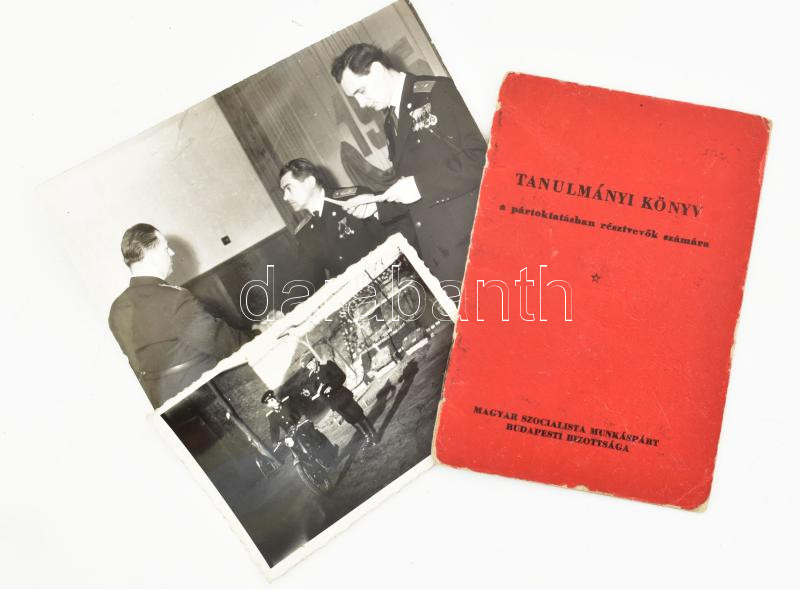 TANULMÁNYI KÖNYV
a pártoktatásban résztvevők számára
MAGYAR SZOCIALISTA MUNKÁSPÁRT
BUDAPESTI BIZOTTSÁGA
darabanth